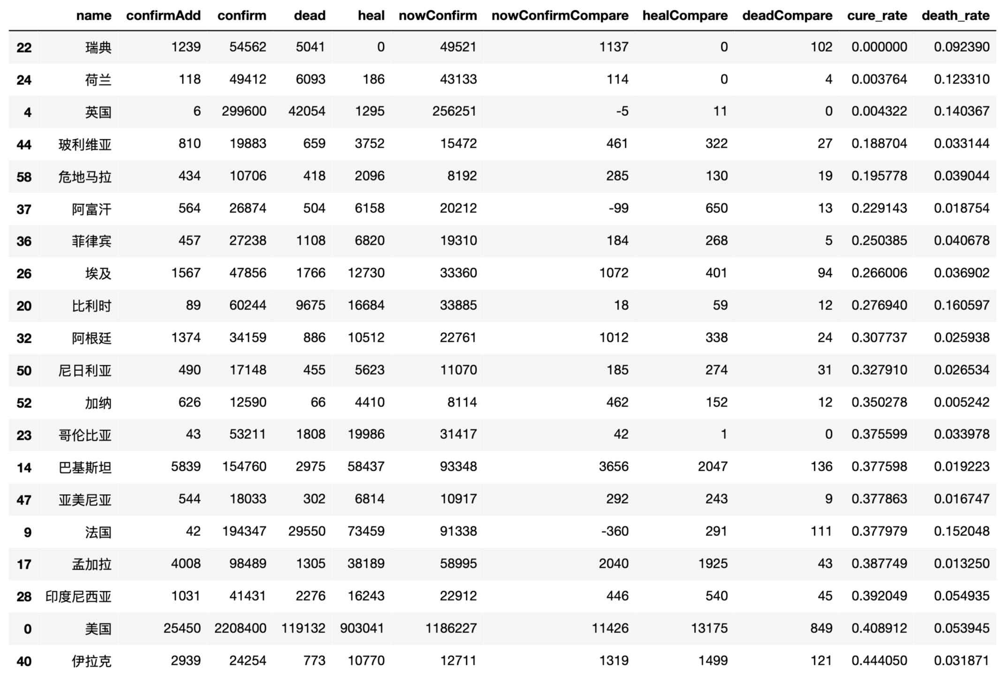 name confirmAdd confirm dead heal nowConfirm nowConfirmCompare healCompare deadCompare cure_rate death_rate
22 瑞典 1239 54562 5041 0 49521 1137 0 102 0.000000 0.092390
24 荷兰 118 49412 6093 186 43133 114 0 4 0.003764 0.123310
4 英国 6 299600 42054 1295 256251 -5 11 0 0.004322 0.140367
44 玻利维亚 810 19883 659 3752 15472 461 322 27 0.188704 0.033144
58 危地马拉 434 10706 418 2096 8192 285 130 19 0.195778 0.039044
37 阿富汗 564 26874 504 6158 20212 -99 650 13 0.229143 0.018754
36 菲律宾 457 27238 1108 6820 19310 184 268 5 0.250385 0.040678
26 埃及 1567 47856 1766 12730 33360 1072 401 94 0.266006 0.036902
20 比利时 89 60244 9675 16684 33885 18 59 12 0.276940 0.160597
32 阿根廷 1374 34159 886 10512 22761 1012 338 24 0.307737 0.025938
50 尼日利亚 490 17148 455 5623 11070 185 274 31 0.327910 0.026534
52 加纳 626 12590 66 4410 8114 462 152 12 0.350278 0.005242
23 哥伦比亚 43 53211 1808 19986 31417 42 1 0 0.375599 0.033978
14 巴基斯坦 5839 154760 2975 58437 93348 3656 2047 136 0.377598 0.019223
47 亚美尼亚 544 18033 302 6814 10917 292 243 9 0.377863 0.016747
9 法国 42 194347 29550 73459 91338 -360 291 111 0.377979 0.152048
17 孟加拉 4008 98489 1305 38189 58995 2040 1925 43 0.387749 0.013250
28 印度尼西亚 1031 41431 2276 16243 22912 446 540 45 0.392049 0.054935
0 美国 25450 2208400 119132 903041 1186227 11426 13175 849 0.408912 0.053945
40 伊拉克 2939 24254 773 10770 12711 1319 1499 121 0.444050 0.031871